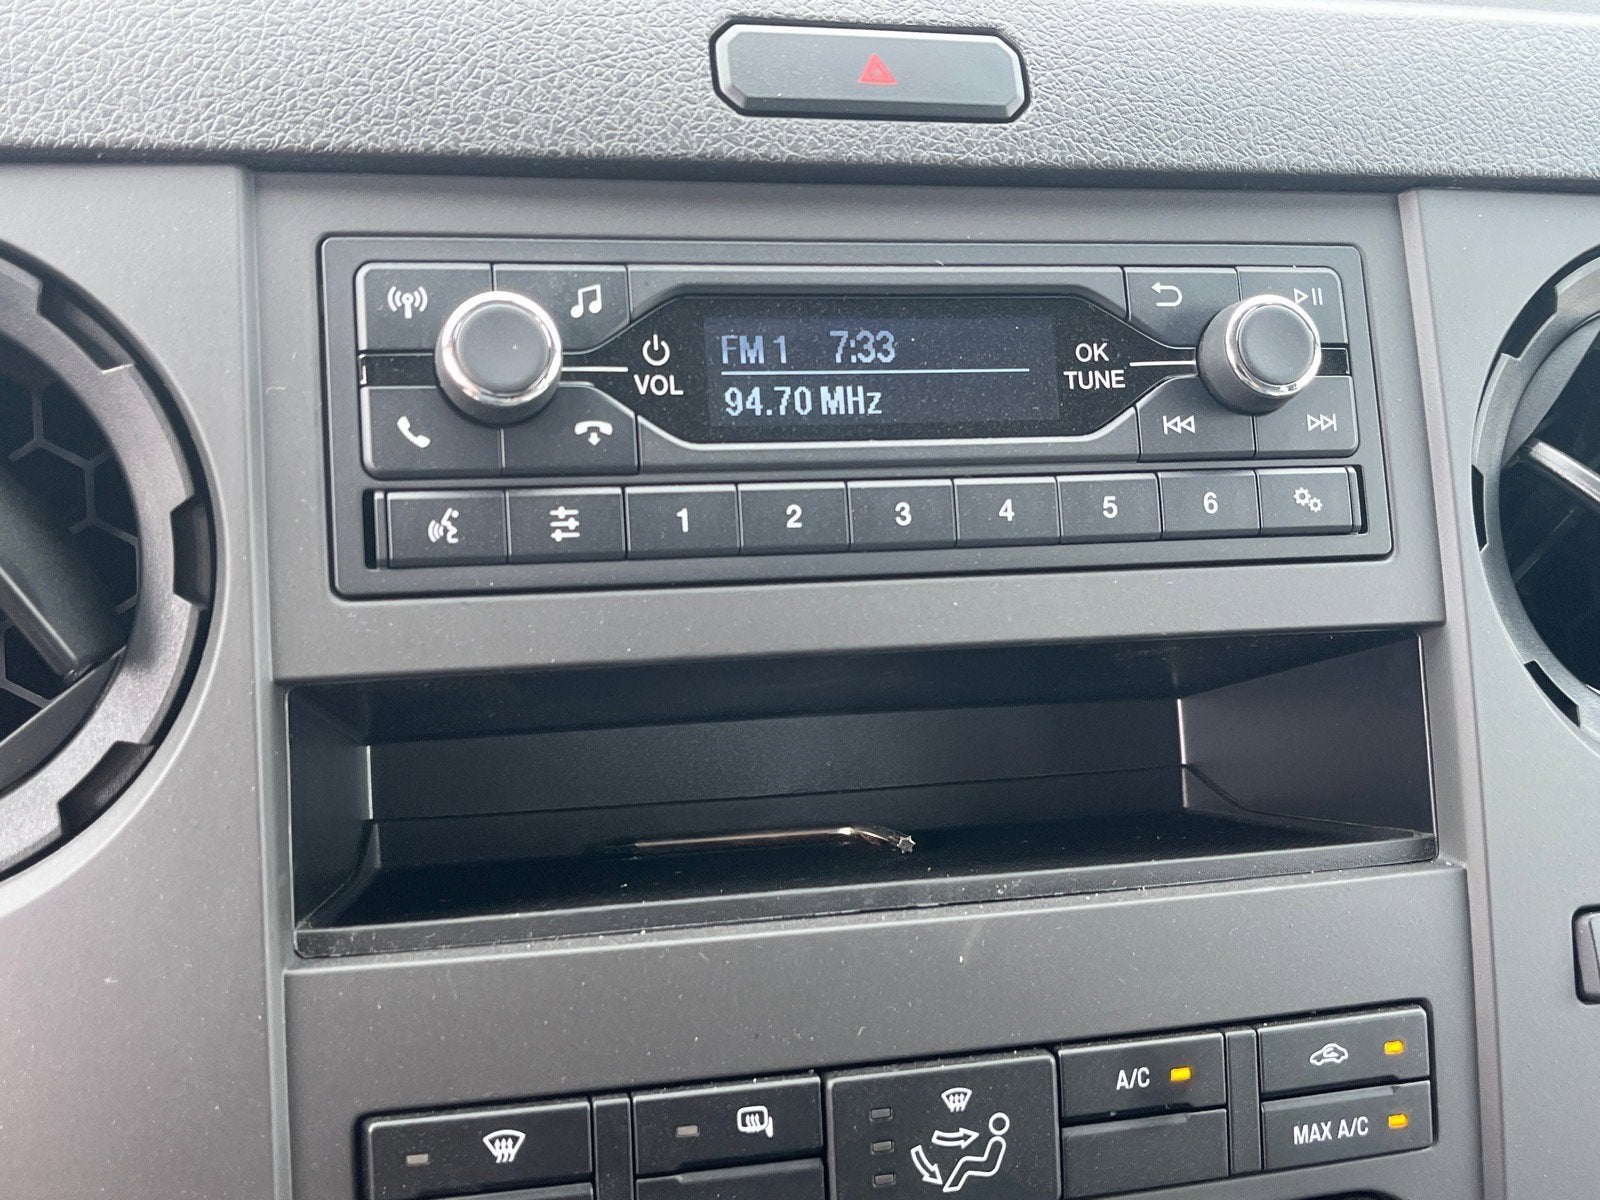 FM 1 7:33
94.70 MHz
VOL
OK
TUNE
1 2 3 4 5 6
A/C
MAX A/C